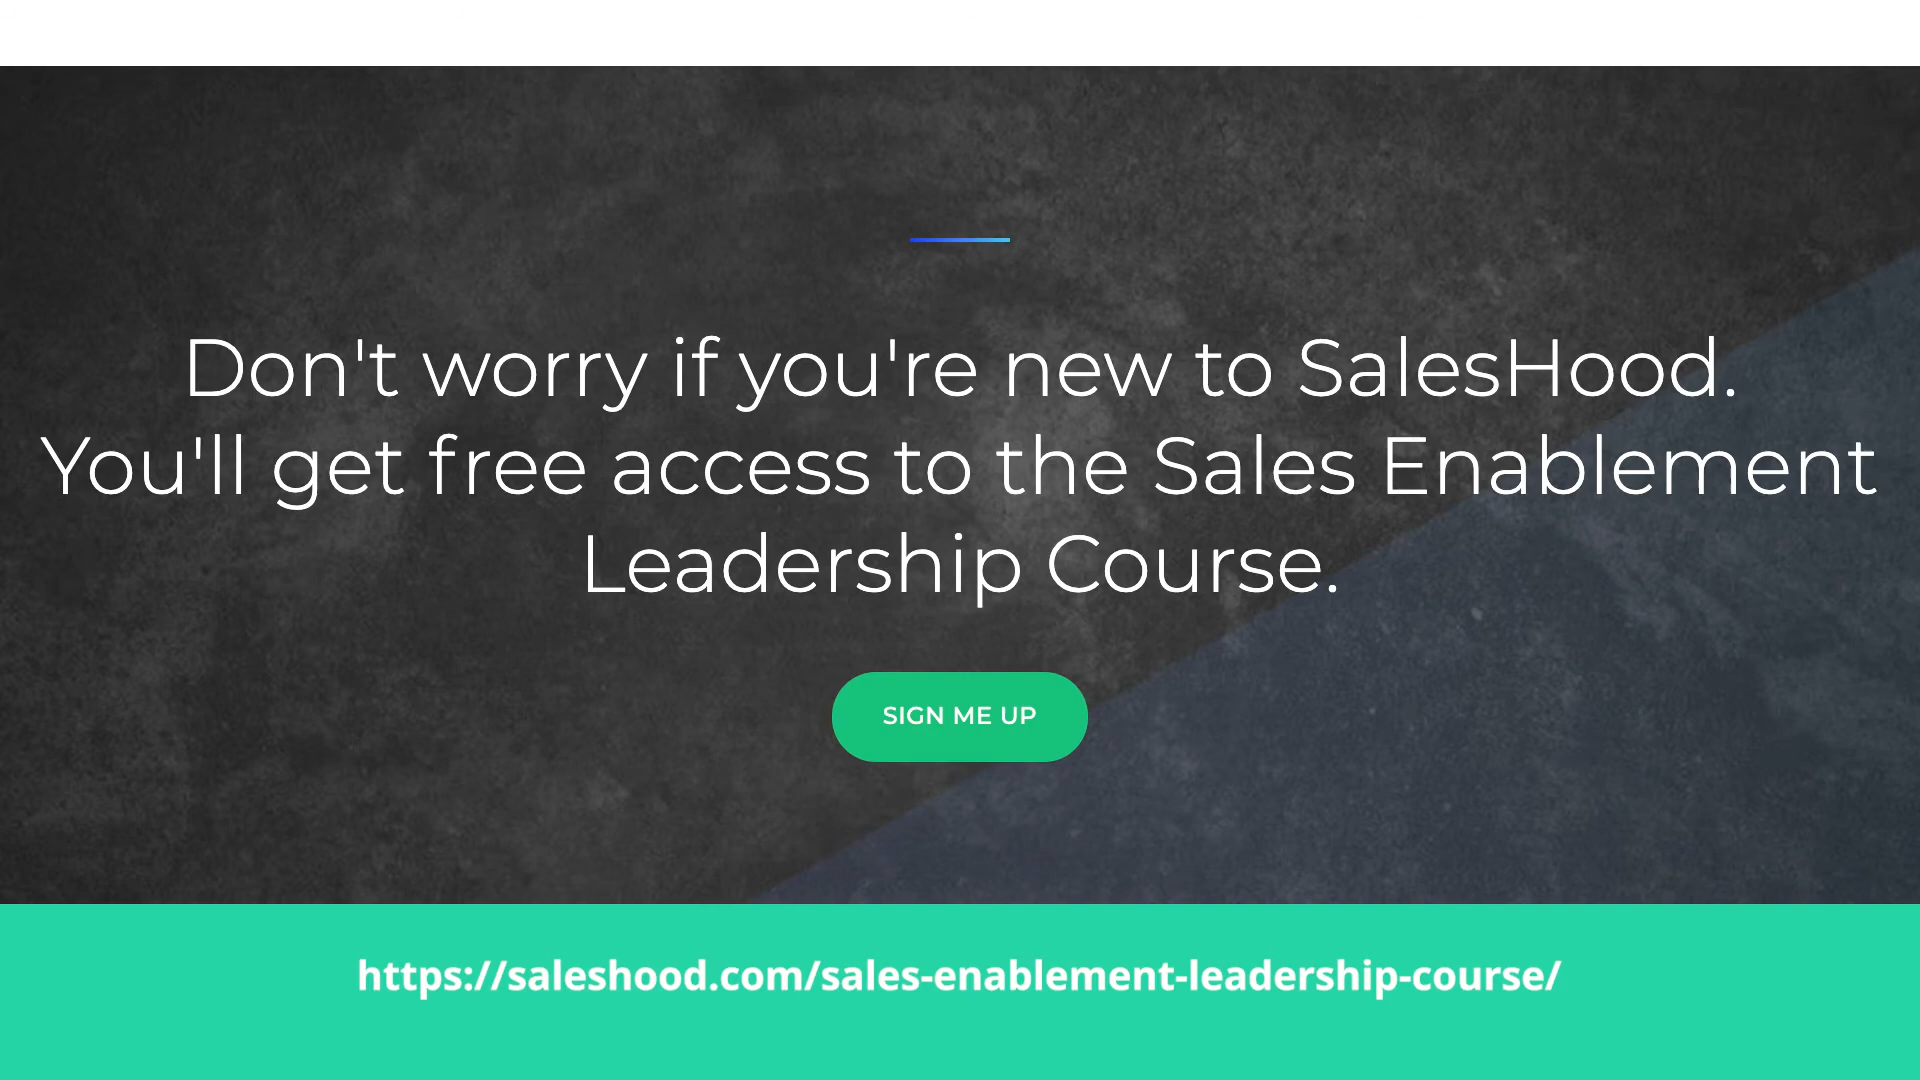 Don't worry if you're new to SalesHood.
You'll get free access to the Sales Enablement
Leadership Course.
SIGN ME UP
https://saleshood.com/sales-enablement-leadership-course/